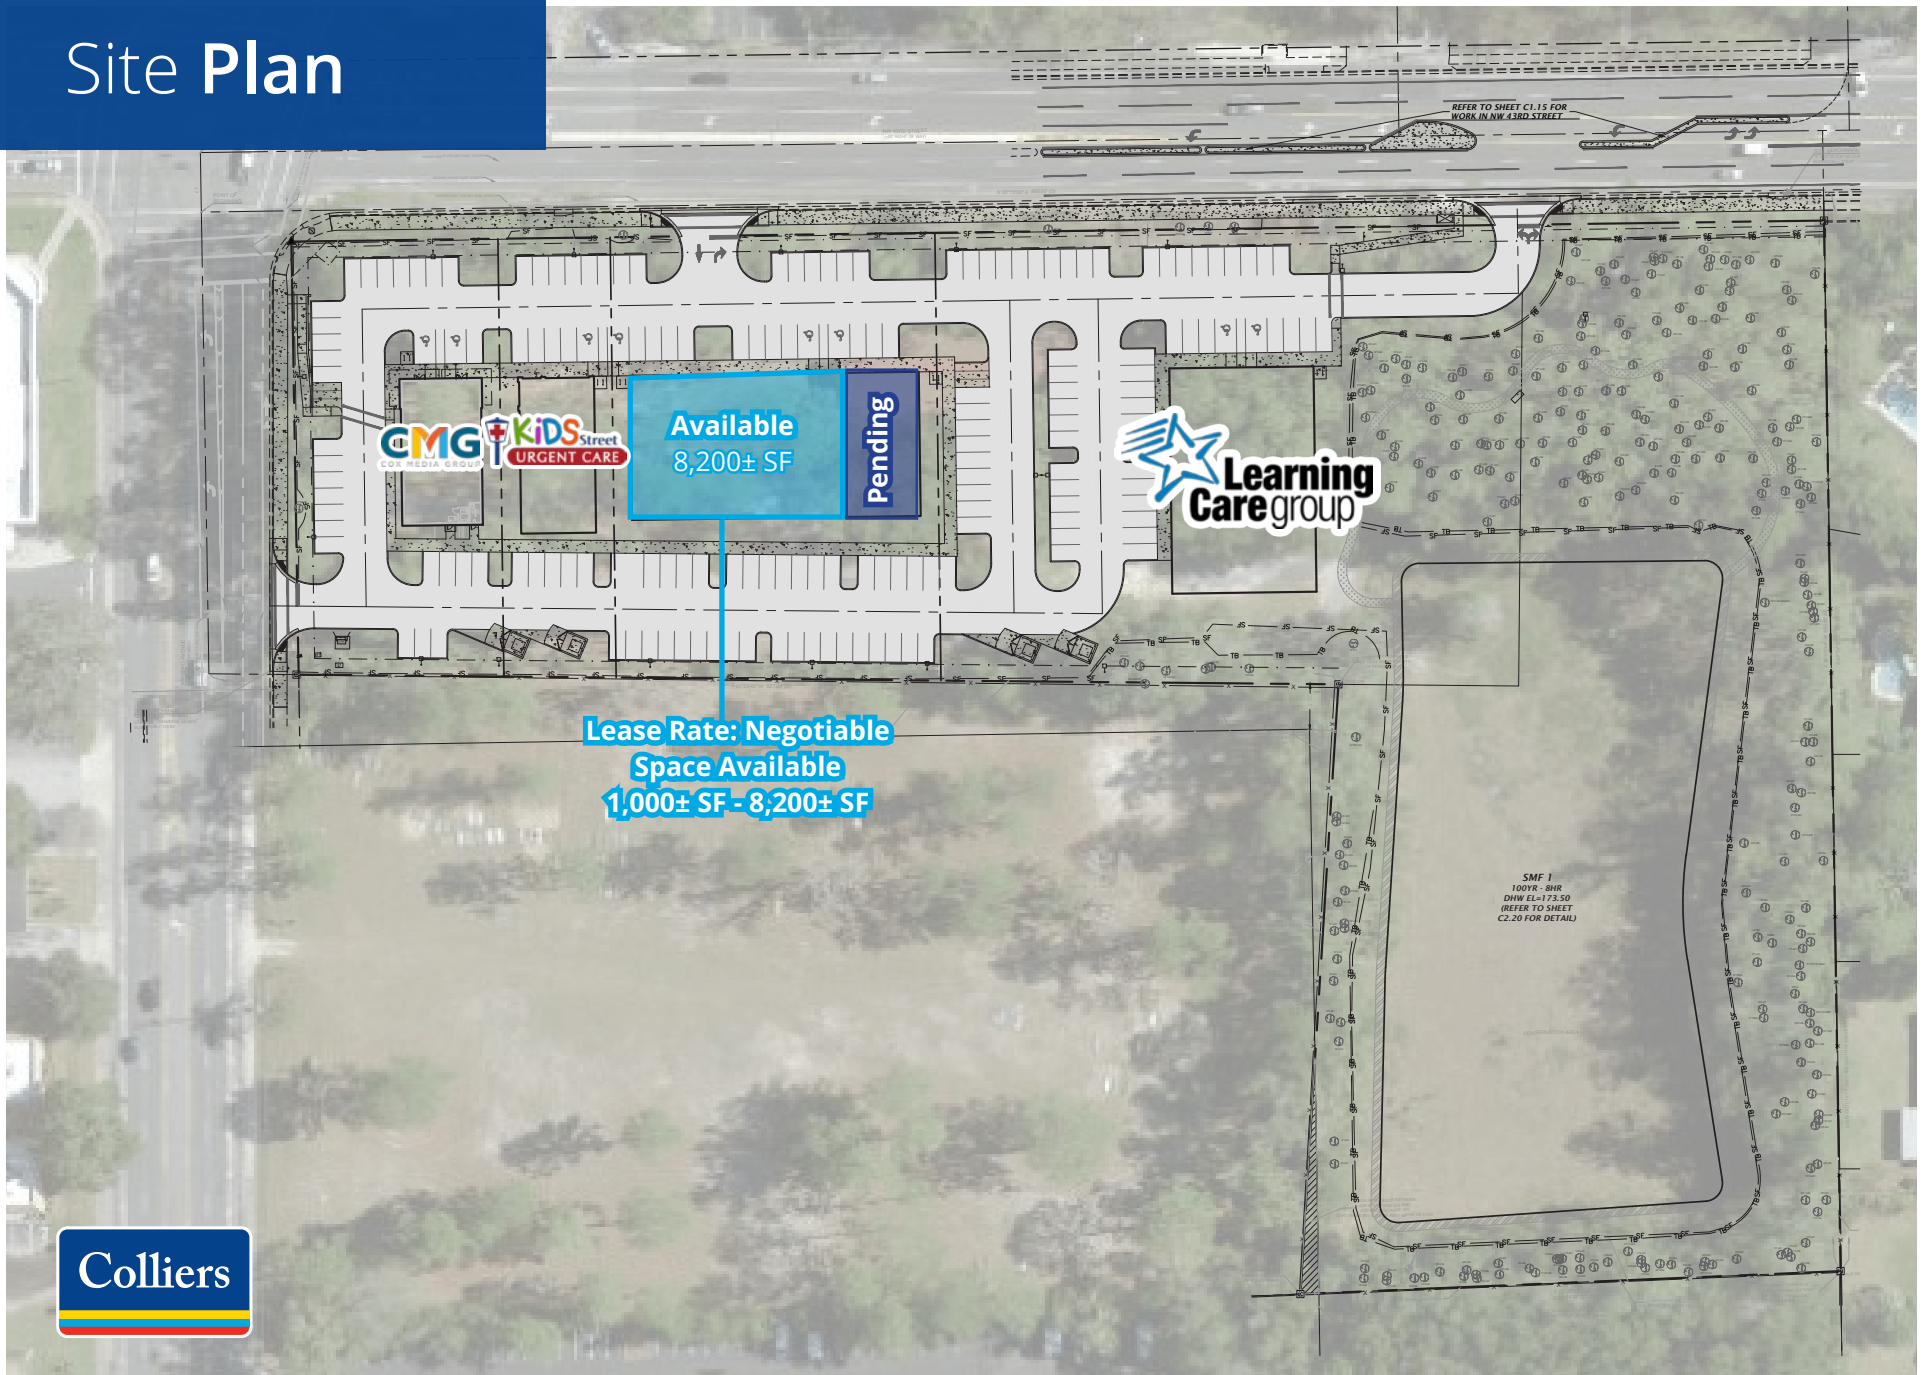 Site Plan
REFER TO SHEET C1.15 FOR
WORK IN NW 43RD STREET
CMG
COX MEDIA GROUP
KiDS Street
URGENT CARE
Available
8,200± SF
Pending
Learning
Care group
Lease Rate: Negotiable
Space Available
1,000± SF - 8,200± SF
SMF 1
100YR - 8HR
DHW EL=173.50
(REFER TO SHEET
C2.20 FOR DETAIL)
Colliers